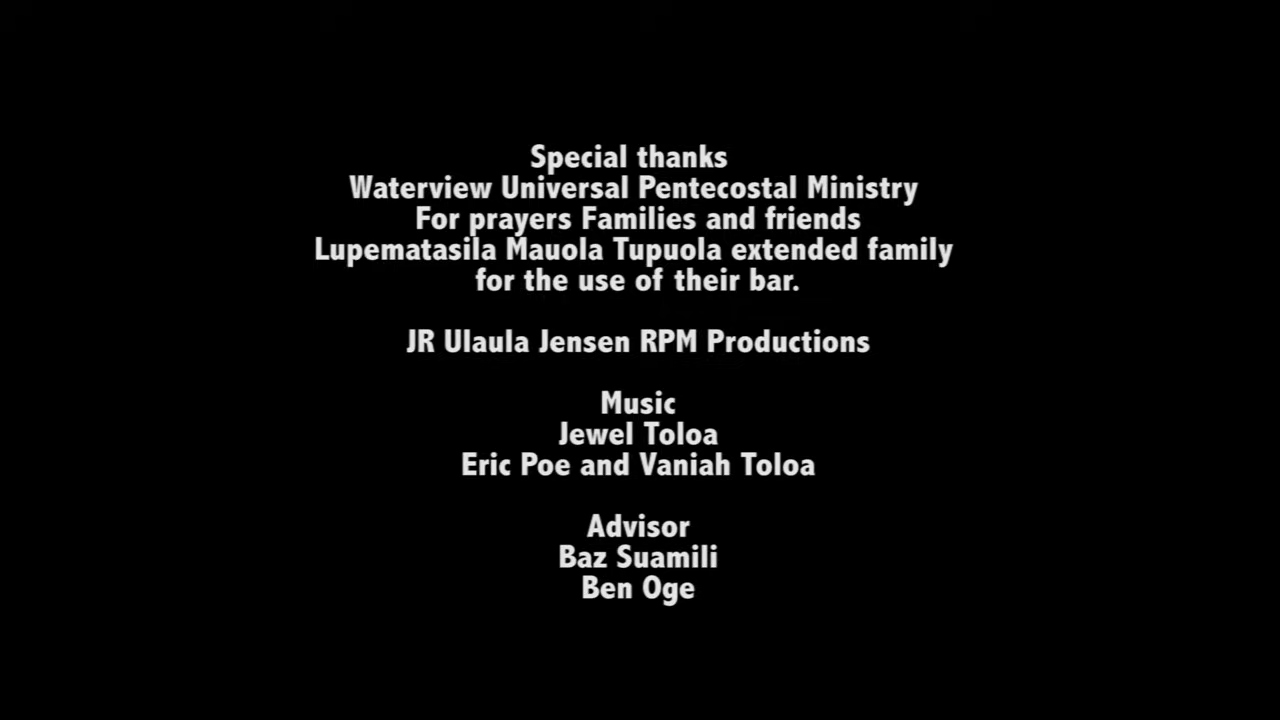 Special thanks
Waterview Universal Pentecostal Ministry
For prayers Families and friends
Lupematasila Mauola Tupuola extended family
for the use of their bar.
JR Ulaula Jensen RPM Productions
Music
Jewel Toloa
Eric Poe and Vaniah Toloa
Advisor
Baz Suamili
Ben Oge